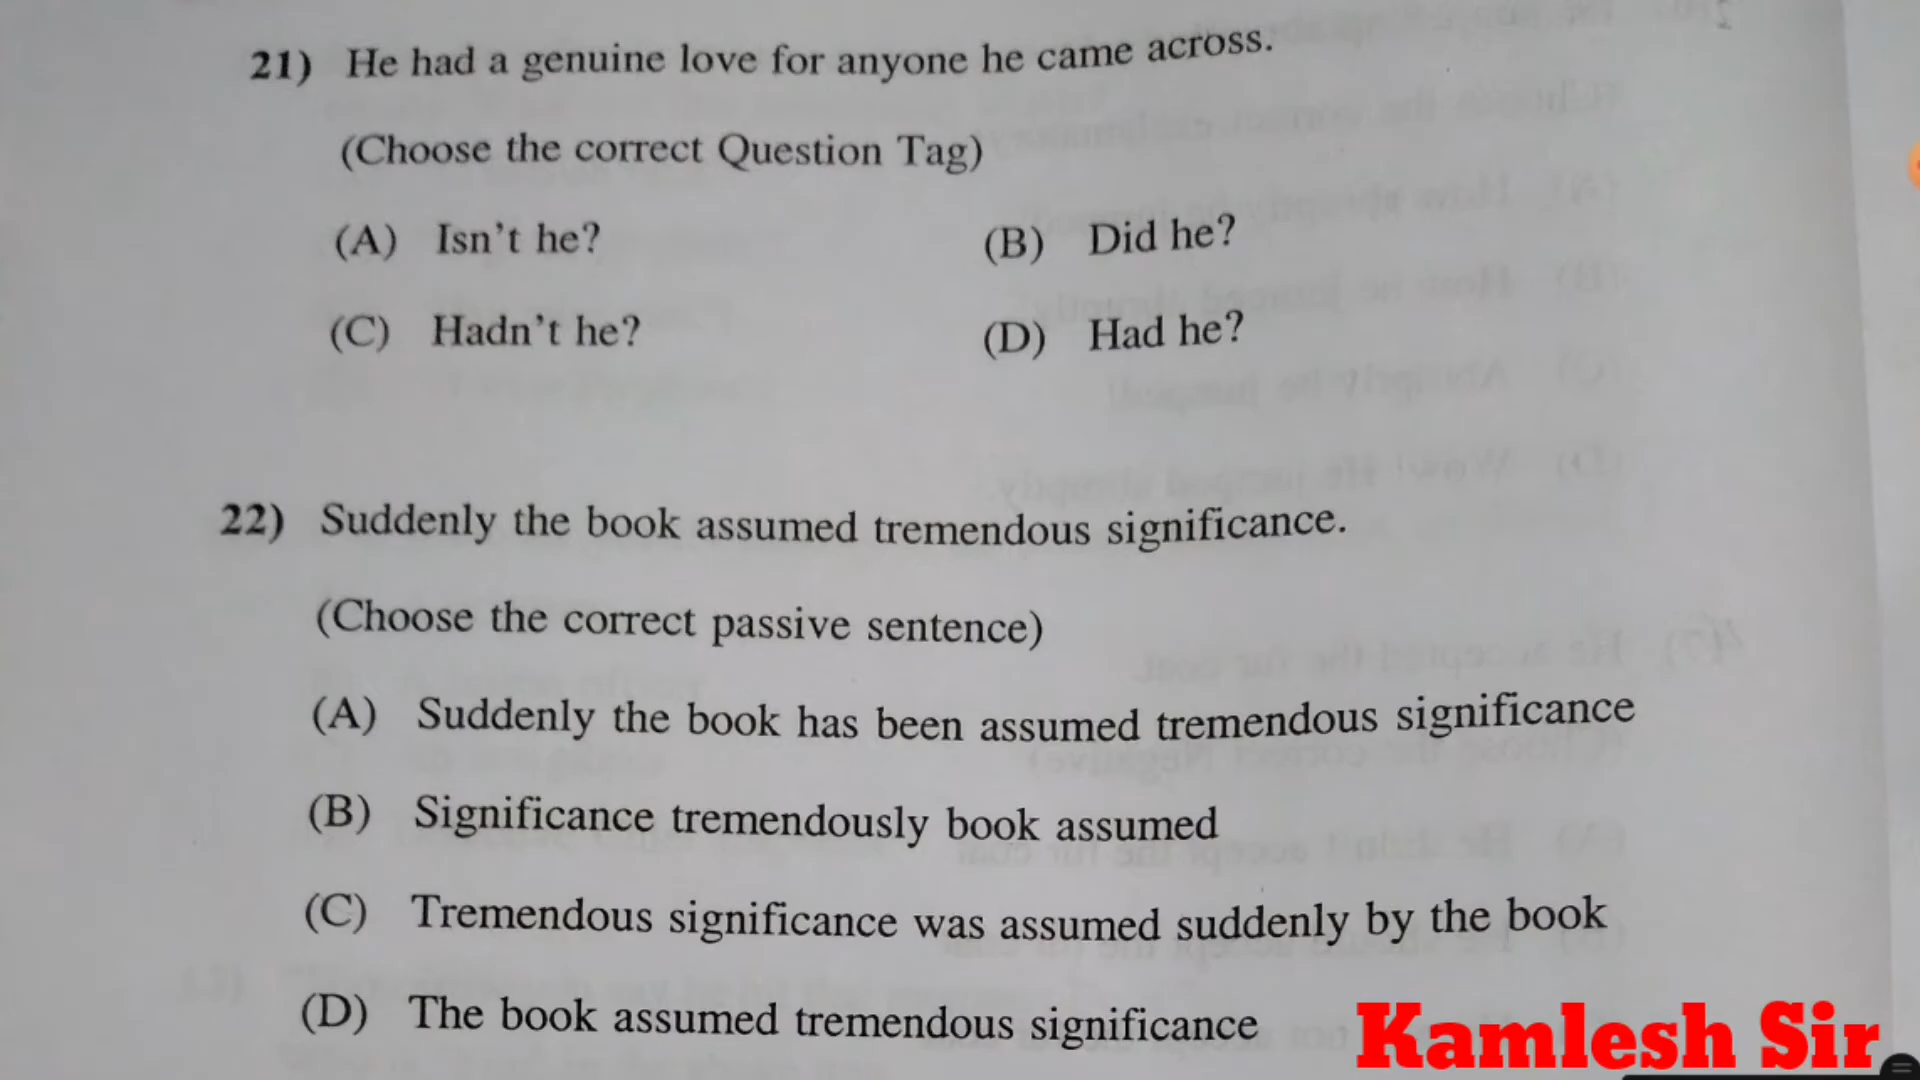 21) He had a genuine love for anyone he came across.
(Choose the correct Question Tag)
(A) Isn't he? (B) Did he?
(C) Hadn't he? (D) Had he?
22) Suddenly the book assumed tremendous significance.
(Choose the correct passive sentence)
(A) Suddenly the book has been assumed tremendous significance
(B) Significance tremendously book assumed
(C) Tremendous significance was assumed suddenly by the book
(D) The book assumed tremendous significance
Kamlesh Sir